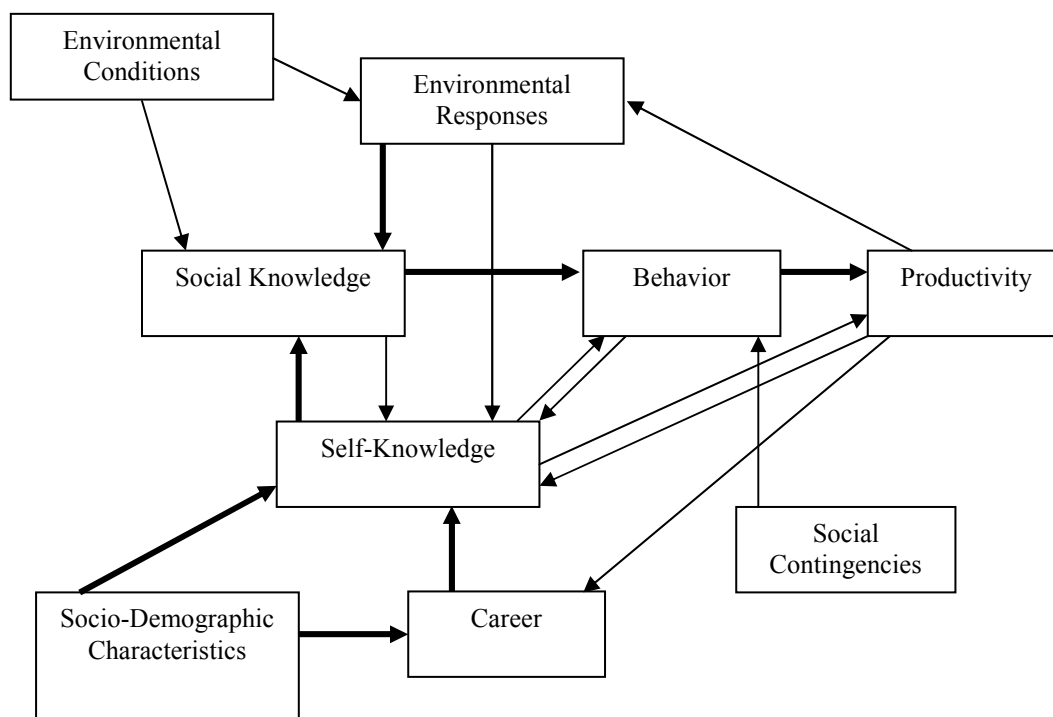 Environmental
Conditions
Environmental
Responses
Social Knowledge
Behavior
Productivity
Self-Knowledge
Social
Contingencies
Socio-Demographic
Characteristics
Career